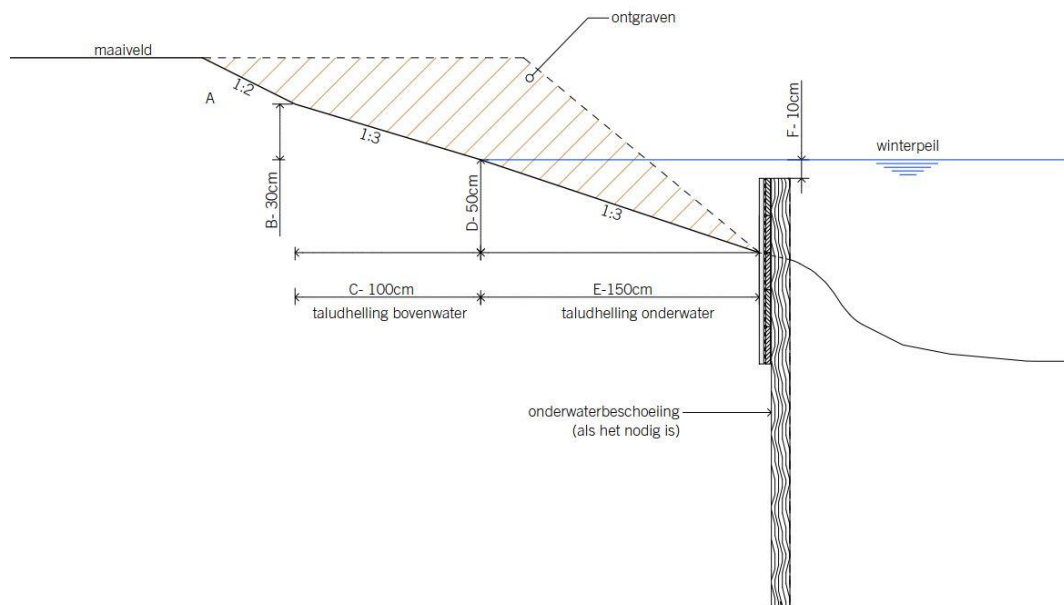 ontgraven
maaiveld
1:2
A
1:3
F- 10cm
winterpeil
B- 30cm
D- 50cm
1:3
C- 100cm
E-150cm
taludhelling bovenwater
taludhelling onderwater
onderwaterbeschoeiing
(als het nodig is)